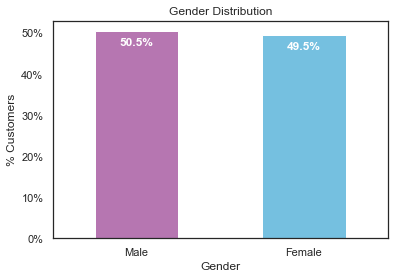 Gender Distribution
50%
40%
30%
20%
10%
0%
% Customers
50.5%
49.5%
Male
Female
Gender